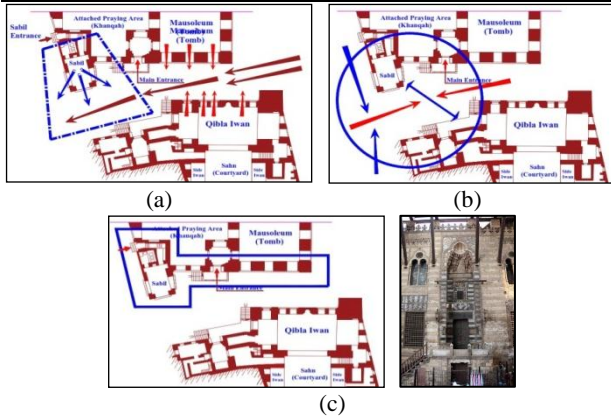 Attached Praying Area
(Khanqah)
Mausoleum
(Tomb)
Sabil
Entrance
Sabil
Main Entrance
Qibla Iwan
Sahn
(Courtyard)
Side
Iwan
Side
Iwan
(a)
Attached Praying Area
(Khanqah)
Mausoleum
(Tomb)
Sabil
Main Entrance
Qibla Iwan
Sahn
(Courtyard)
Side
Iwan
Side
Iwan
(b)
Attached Praying Area
(Khanqah)
Mausoleum
(Tomb)
Sabil
Main Entrance
Qibla Iwan
Sahn
(Courtyard)
Side
Iwan
Side
Iwan
(c)